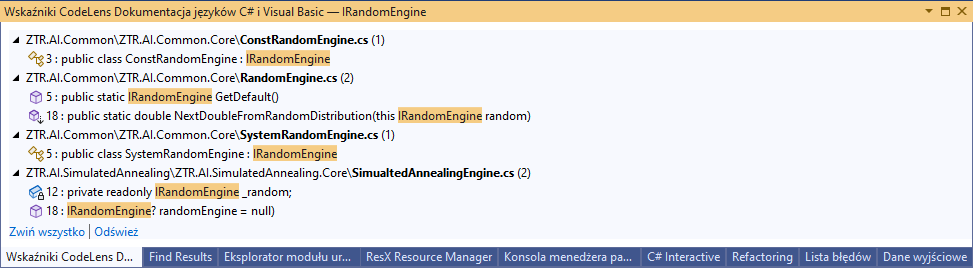 Wskaźniki CodeLens Dokumentacja języków C# i Visual Basic — IRandomEngine
ZTR.AI.Common\ZTR.AI.Common.Core\ConstRandomEngine.cs (1)
3 : public class ConstRandomEngine : IRandomEngine
ZTR.AI.Common\ZTR.AI.Common.Core\RandomEngine.cs (2)
5 : public static IRandomEngine GetDefault()
18 : public static double NextDoubleFromRandomDistribution(this IRandomEngine random)
ZTR.AI.Common\ZTR.AI.Common.Core\SystemRandomEngine.cs (1)
5 : public class SystemRandomEngine : IRandomEngine
ZTR.AI.SimulatedAnnealing\ZTR.AI.SimulatedAnnealing.Core\SimualtedAnnealingEngine.cs (2)
12 : private readonly IRandomEngine _random;
18 : IRandomEngine? randomEngine = null)
Zwiń wszystko | Odśwież
Wskaźniki CodeLens D... Find Results Eksplorator modułu ur... ResX Resource Manager Konsola menedżera pa... C# Interactive Refactoring Lista błędów Dane wyjściowe